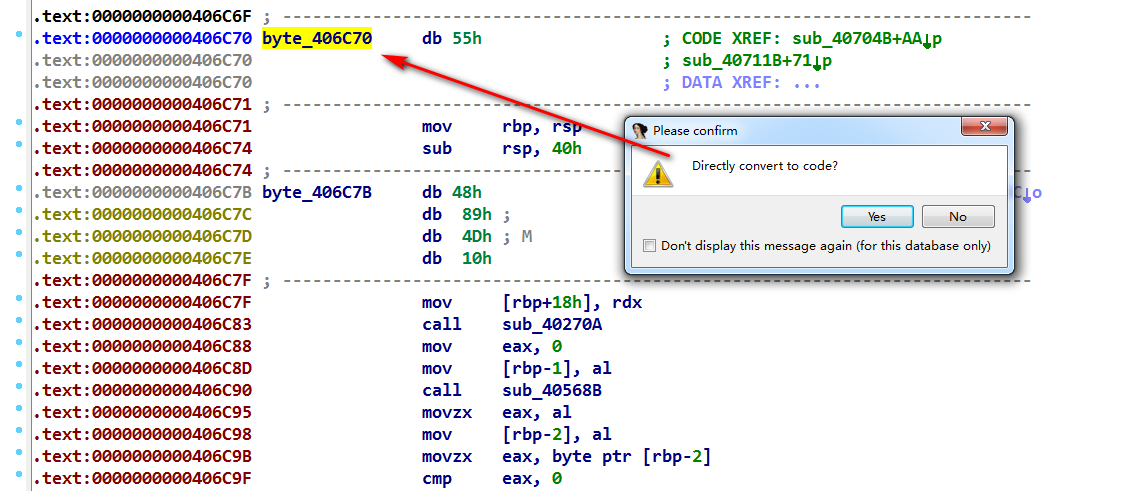 .text:0000000000406C6F ; ---------------------------------------------------------------------------
.text:0000000000406C70 byte_406C70 db 55h ; CODE XREF: sub_40704B+AA↓p
.text:0000000000406C70 ; sub_40711B+71↓p
.text:0000000000406C70 ; DATA XREF: ...
.text:0000000000406C71 ; ---------------------------------------------------------------------------
.text:0000000000406C71 mov rbp, rsp
.text:0000000000406C74 sub rsp, 40h
.text:0000000000406C74 ; ---------------------------------------------------------------------------
.text:0000000000406C7B byte_406C7B db 48h
↓o
.text:0000000000406C7C db 89h ;
.text:0000000000406C7D db 4Dh ; M
.text:0000000000406C7E db 10h
.text:0000000000406C7F ; ---------------------------------------------------------------------------
.text:0000000000406C7F mov [rbp+18h], rdx
.text:0000000000406C83 call sub_40270A
.text:0000000000406C88 mov eax, 0
.text:0000000000406C8D mov [rbp-1], al
.text:0000000000406C90 call sub_40568B
.text:0000000000406C95 movzx eax, al
.text:0000000000406C98 mov [rbp-2], al
.text:0000000000406C9B movzx eax, byte ptr [rbp-2]
.text:0000000000406C9F cmp eax, 0
Please confirm
Directly convert to code?
Yes No
Don't display this message again (for this database only)